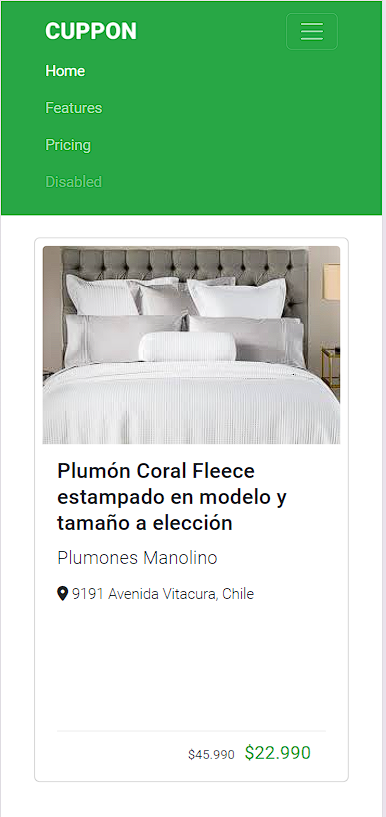 CUPPON
Home
Features
Pricing
Disabled
Plumón Coral Fleece
estampado en modelo y
tamaño a elección
Plumones Manolino
9191 Avenida Vitacura, Chile
$45.990 $22.990